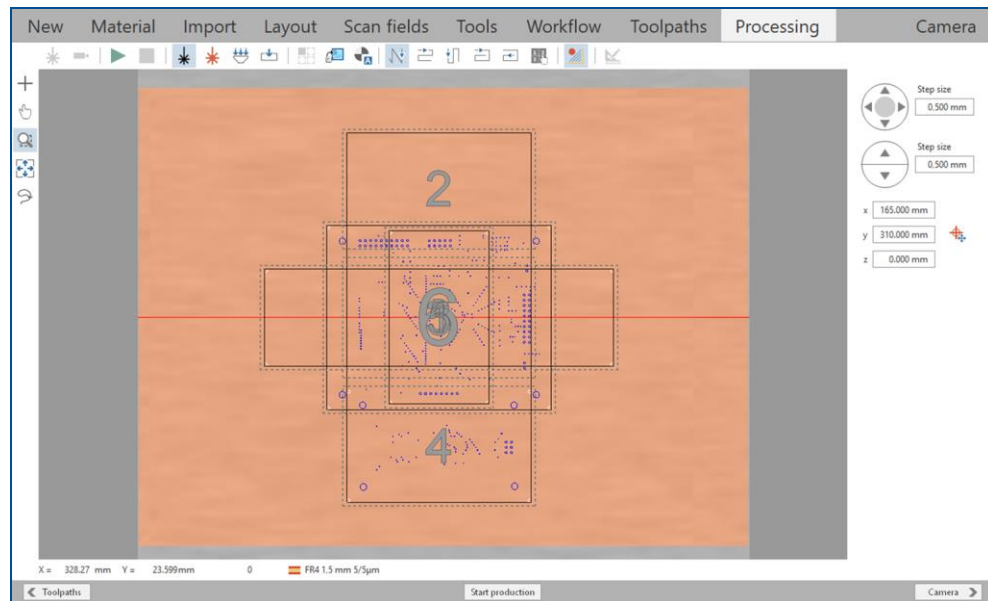 New Material Import Layout Scan fields Tools Workflow Toolpaths Processing Camera
Step size
0.500 mm
Step size
0.500 mm
x 165.000 mm
y 310.000 mm
z 0.000 mm
2
4
X = 328.27 mm Y = 23.599 mm 0 FR4 1.5 mm 5/5µm
Toolpaths Start production Camera